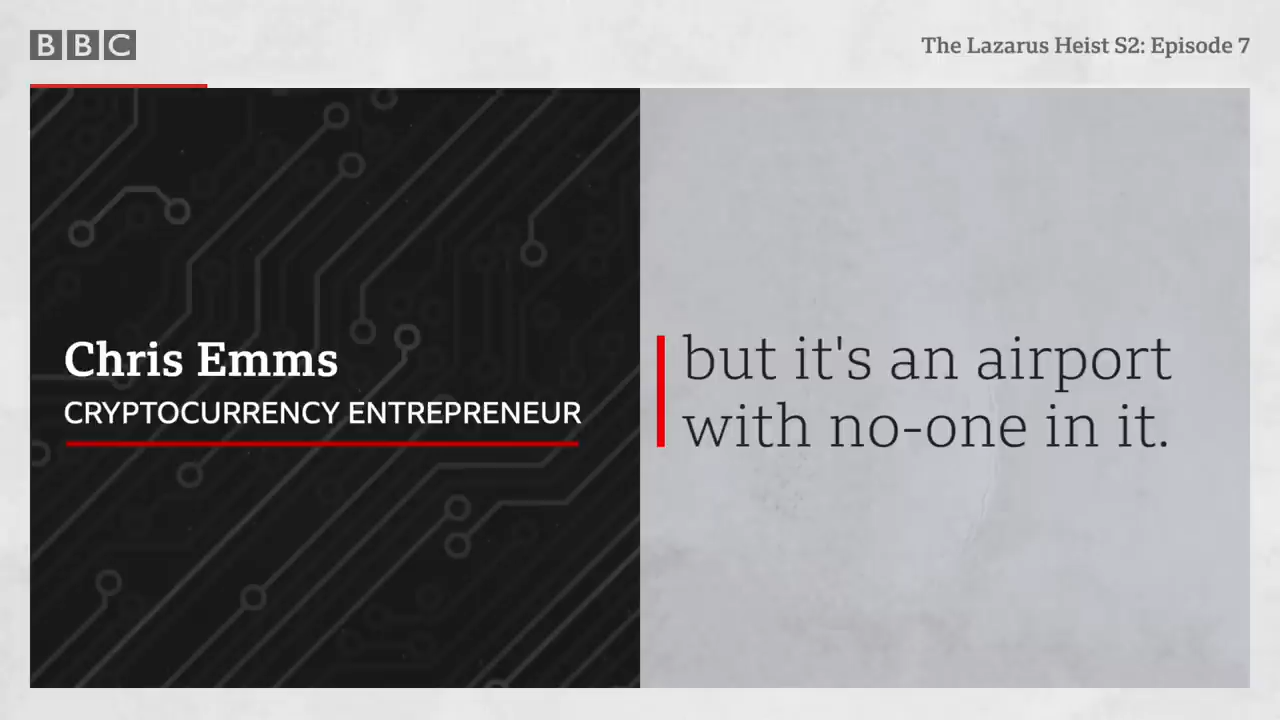 BBC
The Lazarus Heist S2: Episode 7
Chris Emms
CRYPTOCURRENCY ENTREPRENEUR
but it's an airport
with no-one in it.